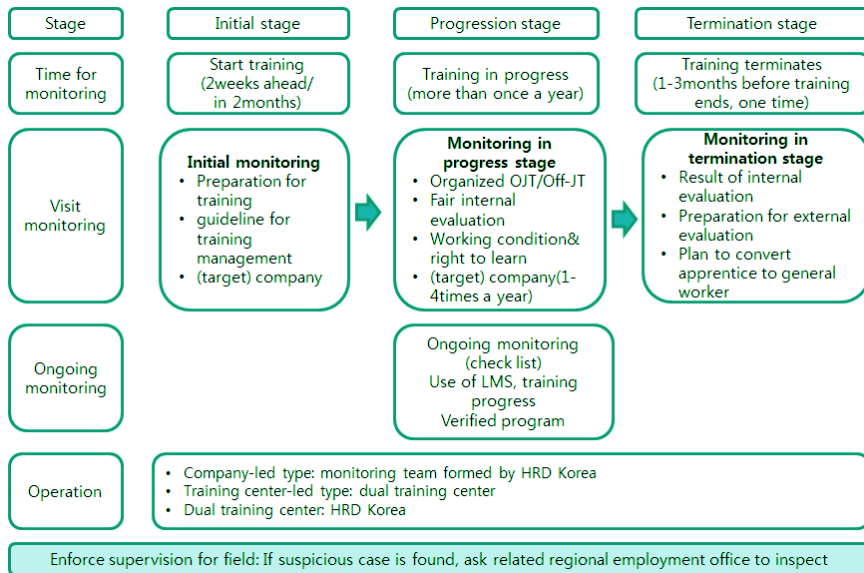 Stage
Initial stage
Progression stage
Termination stage
Time for
monitoring
Start training
(2weeks ahead/
in 2months)
Training in progress
(more than once a year)
Training terminates
(1-3months before training
ends, one time)
Visit
monitoring
Initial monitoring
• Preparation for
training
• guideline for
training
management
• (target) company
Monitoring in
progress stage
• Organized OJT/Off-JT
• Fair internal
evaluation
• Working condition&
right to learn
• (target) company(1-
4times a year)
Monitoring in
termination stage
• Result of internal
evaluation
• Preparation for external
evaluation
• Plan to convert
apprentice to general
worker
Ongoing
monitoring
Ongoing monitoring
(check list)
Use of LMS, training
progress
Verified program
Operation
• Company-led type: monitoring team formed by HRD Korea
• Training center-led type: dual training center
• Dual training center: HRD Korea
Enforce supervision for field: If suspicious case is found, ask related regional employment office to inspect